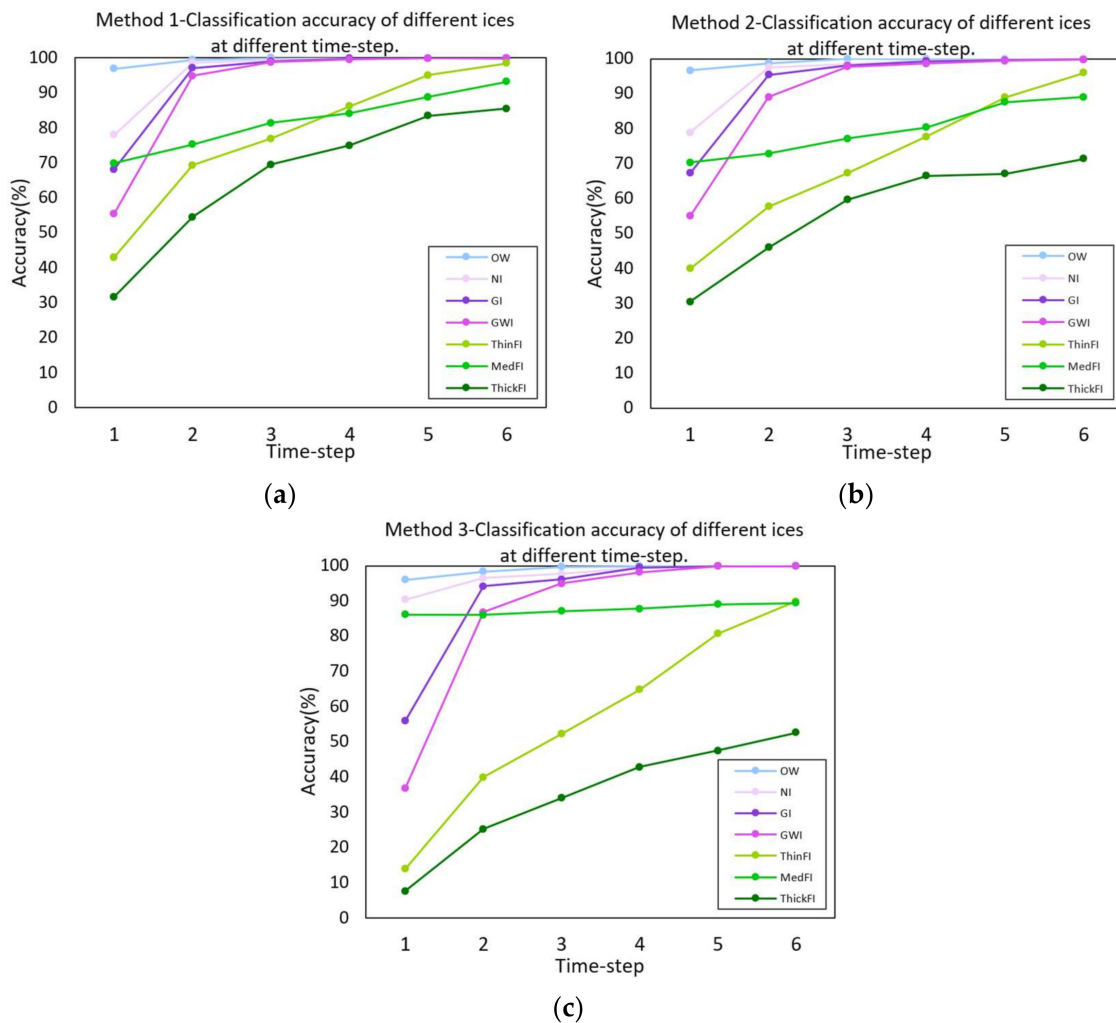 Method 1-Classification accuracy of different ices
at different time-step.
100
90
80
70
60
50
40
30
20
10
0
Accuracy(%)
OW
NI
GI
GWI
ThinFI
MedFI
ThickFI
1 2 3 4 5 6
Time-step
(a)
Method 2-Classification accuracy of different ices
at different time-step.
100
90
80
70
60
50
40
30
20
10
0
Accuracy(%)
OW
NI
GI
GWI
ThinFI
MedFI
ThickFI
1 2 3 4 5 6
Time-step
(b)
Method 3-Classification accuracy of different ices
at different time-step.
100
90
80
70
60
50
40
30
20
10
0
Accuracy(%)
OW
NI
GI
GWI
ThinFI
MedFI
ThickFI
1 2 3 4 5 6
Time-step
(c)